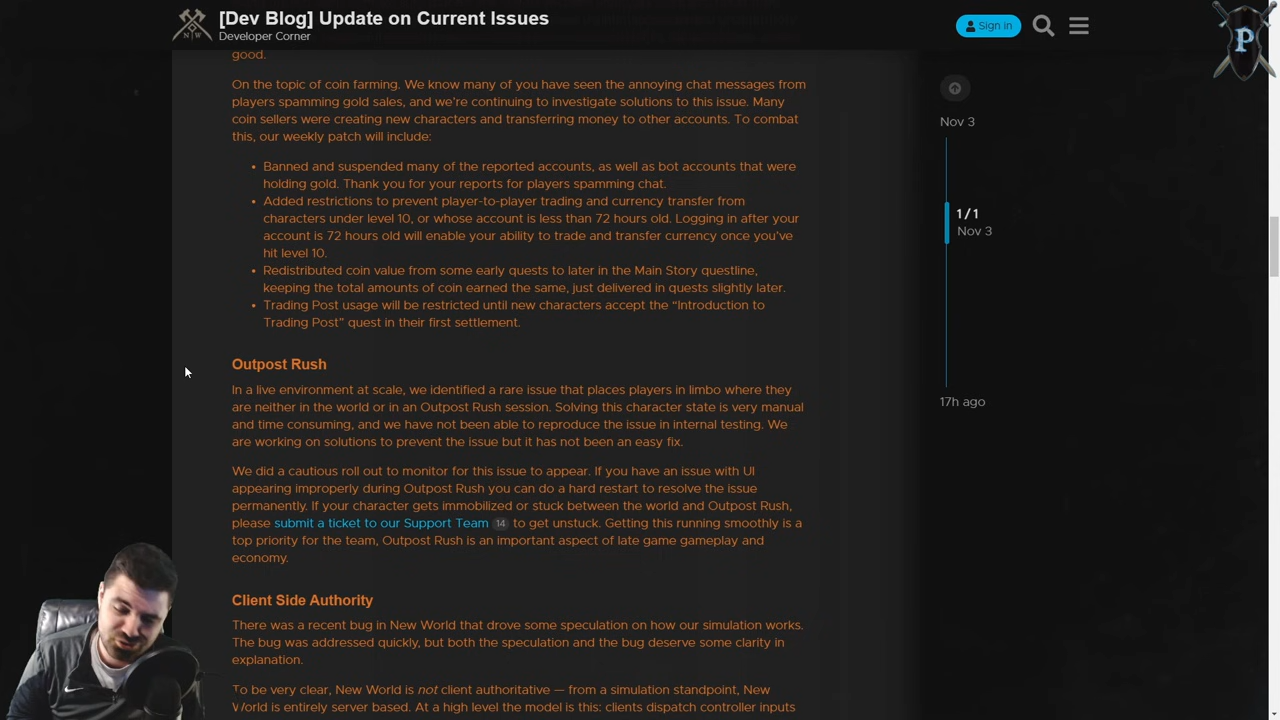 [Dev Blog] Update on Current Issues
Developer Corner
Sign in
good.
On the topic of coin farming. We know many of you have seen the annoying chat messages from
players spamming gold sales, and we're continuing to investigate solutions to this issue. Many
coin sellers were creating new characters and transferring money to other accounts. To combat
this, our weekly patch will include:
• Banned and suspended many of the reported accounts, as well as bot accounts that were
holding gold. Thank you for your reports for players spamming chat.
• Added restrictions to prevent player-to-player trading and currency transfer from
characters under level 10, or whose account is less than 72 hours old. Logging in after your
account is 72 hours old will enable your ability to trade and transfer currency once you've
hit level 10.
• Redistributed coin value from some early quests to later in the Main Story questline,
keeping the total amounts of coin earned the same, just delivered in quests slightly later.
• Trading Post usage will be restricted until new characters accept the “Introduction to
Trading Post” quest in their first settlement.
Outpost Rush
In a live environment at scale, we identified a rare issue that places players in limbo where they
are neither in the world or in an Outpost Rush session. Solving this character state is very manual
and time consuming, and we have not been able to reproduce the issue in internal testing. We
are working on solutions to prevent the issue but it has not been an easy fix.
We did a cautious roll out to monitor for this issue to appear. If you have an issue with UI
appearing improperly during Outpost Rush you can do a hard restart to resolve the issue
permanently. If your character gets immobilized or stuck between the world and Outpost Rush,
please submit a ticket to our Support Team 14 to get unstuck. Getting this running smoothly is a
top priority for the team, Outpost Rush is an important aspect of late game gameplay and
economy.
Client Side Authority
There was a recent bug in New World that drove some speculation on how our simulation works.
The bug was addressed quickly, but both the speculation and the bug deserve some clarity in
explanation.
To be very clear, New World is not client authoritative — from a simulation standpoint, New
World is entirely server based. At a high level the model is this: clients dispatch controller inputs
Nov 3
1/1
Nov 3
17h ago
N W
P